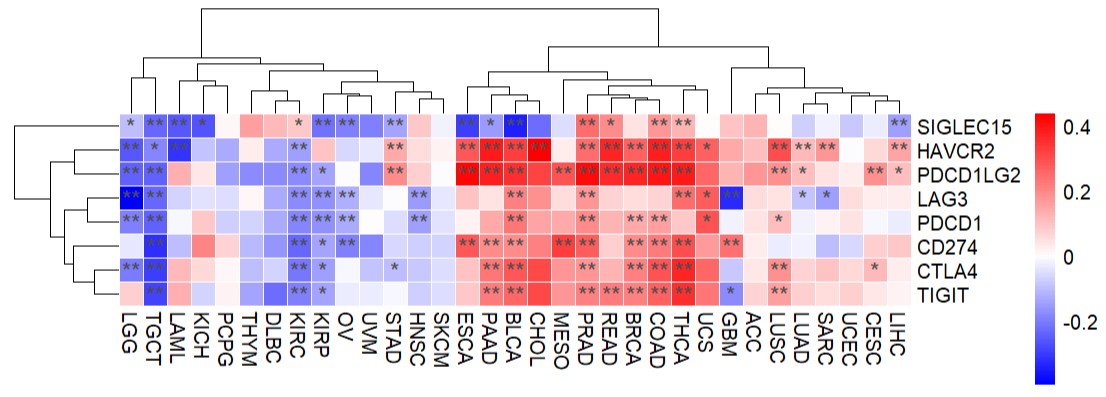 * ** ** * * ** ** ** ** * ** ** * ** ** ** SIGLEC15
** * ** ** ** ** ** ** ** ** ** ** ** ** * ** ** ** ** HAVCR2
** ** ** * ** ** ** ** ** ** ** ** ** ** ** * ** * PDCD1LG2
** ** ** ** ** ** ** ** ** * ** * * LAG3
** ** ** ** ** ** ** ** ** * * PDCD1
** ** * ** ** ** ** ** ** ** ** ** ** CD274
** ** ** * * ** ** ** ** ** ** ** * CTLA4
** ** * ** ** ** ** ** ** ** * ** TIGIT
LGG
TGCT
LAML
KICH
PCPG
THYM
DLBC
KIRC
KIRP
OV
UVM
STAD
HNSC
SKCM
ESCA
PAAD
BLCA
CHOL
MESO
PRAD
READ
BRCA
COAD
THCA
UCS
GBM
ACC
LUSC
LUAD
SARC
UCEC
CESC
LIHC
0.4
0.2
0
-0.2